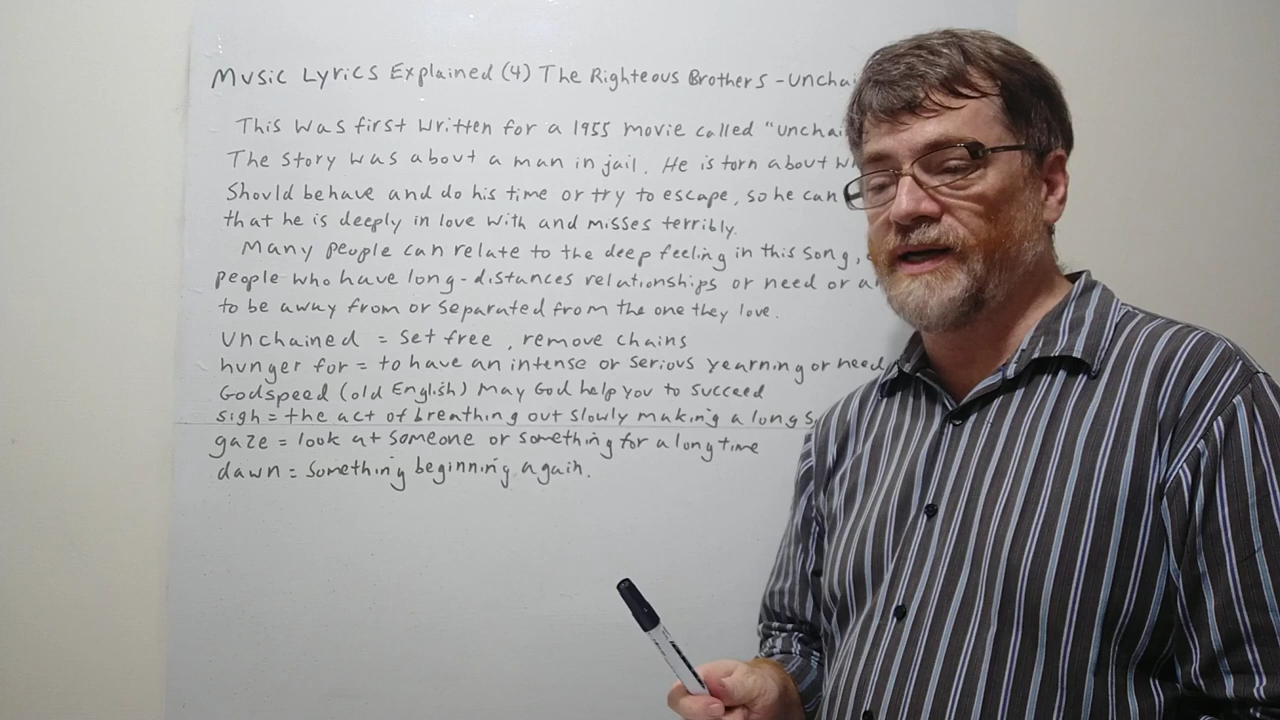 Music Lyrics Explained (4) The Righteous Brothers - Unchai
This was first written for a 1955 movie called "Unchai
The story was about a man in jail. He is torn about w
Should behave and do his time or try to escape, so he can
that he is deeply in love with and misses terribly.
Many people can relate to the deep feeling in this song,
people who have long-distances relationships or need or a
to be away from or separated from the one they love.
Unchained = set free, remove chains
hunger for = to have an intense or serious yearning or need
Godspeed (old English) May God help you to succeed
sigh = the act of breathing out slowly making a long s
gaze = look at someone or something for a long time
dawn = something beginning again.